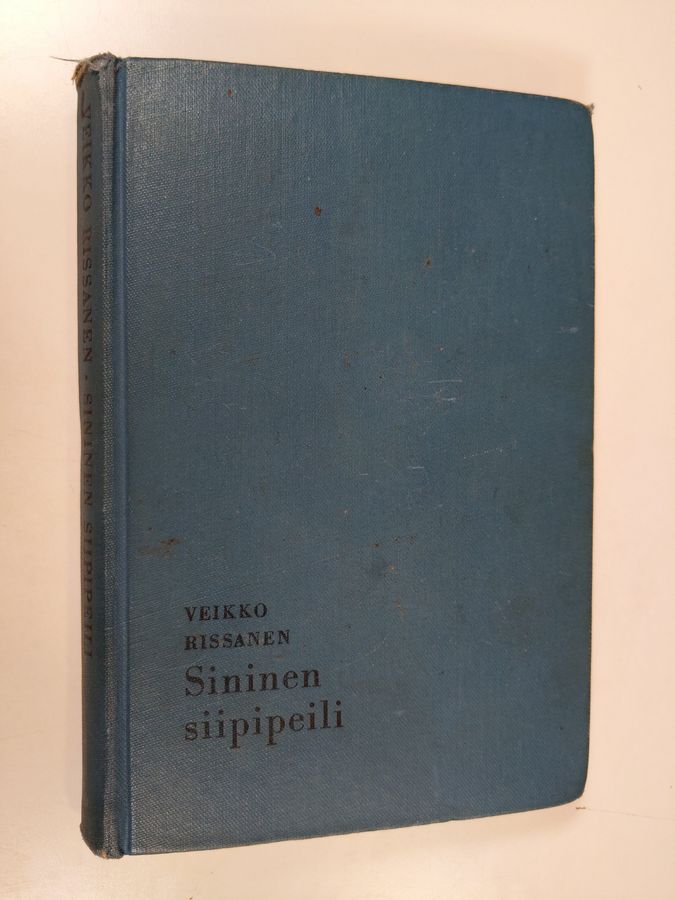 VEIKKO RISSANEN · SININEN SIIPIPEILI
VEIKKO
RISSANEN
Sininen
siipipeili